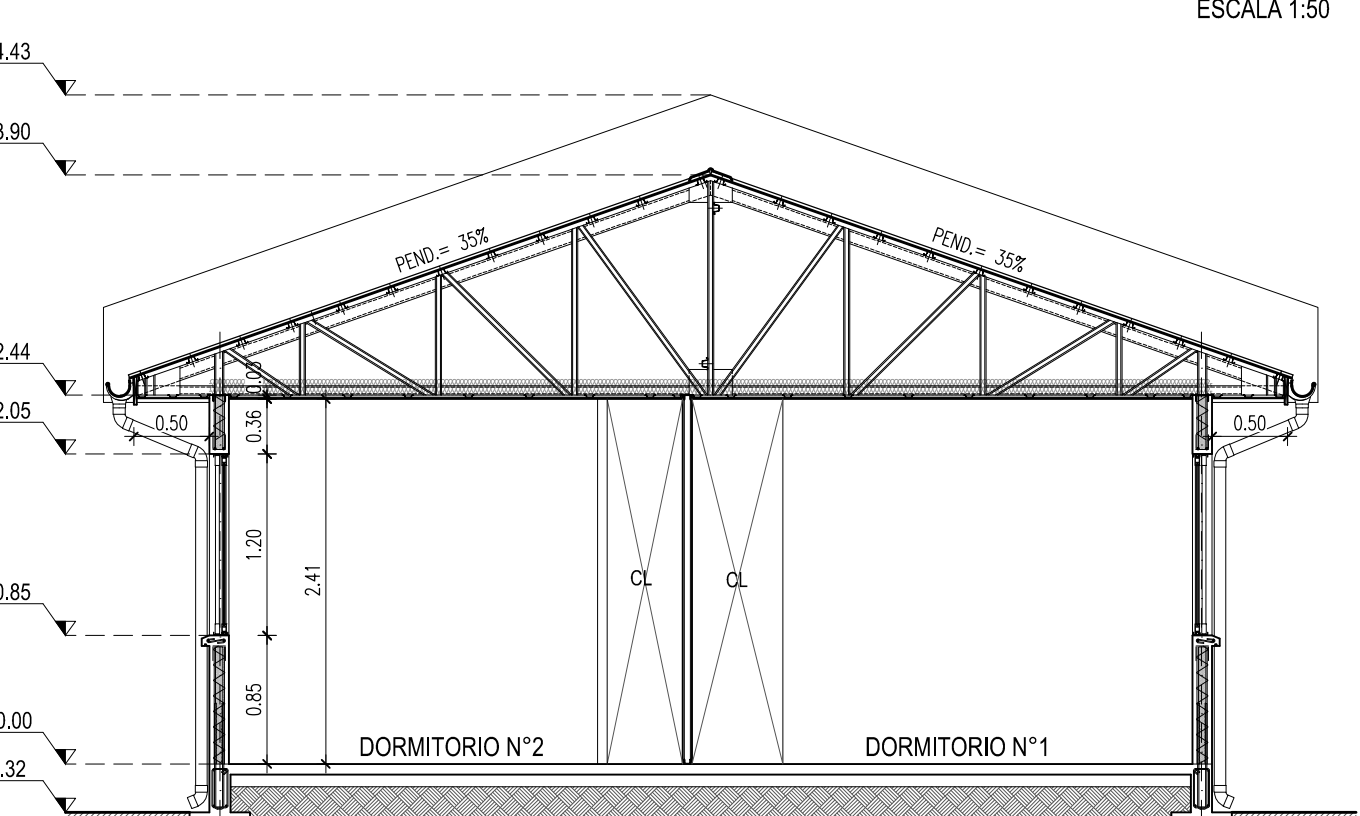 ESCALA 1:50
4.43
3.90
PEND.= 35%
PEND.= 35%
2.44
2.05
0.50
0.36
0.50
1.20
2.41
CL
CL
0.85
0.85
0.00
DORMITORIO N°2
DORMITORIO N°1
.32